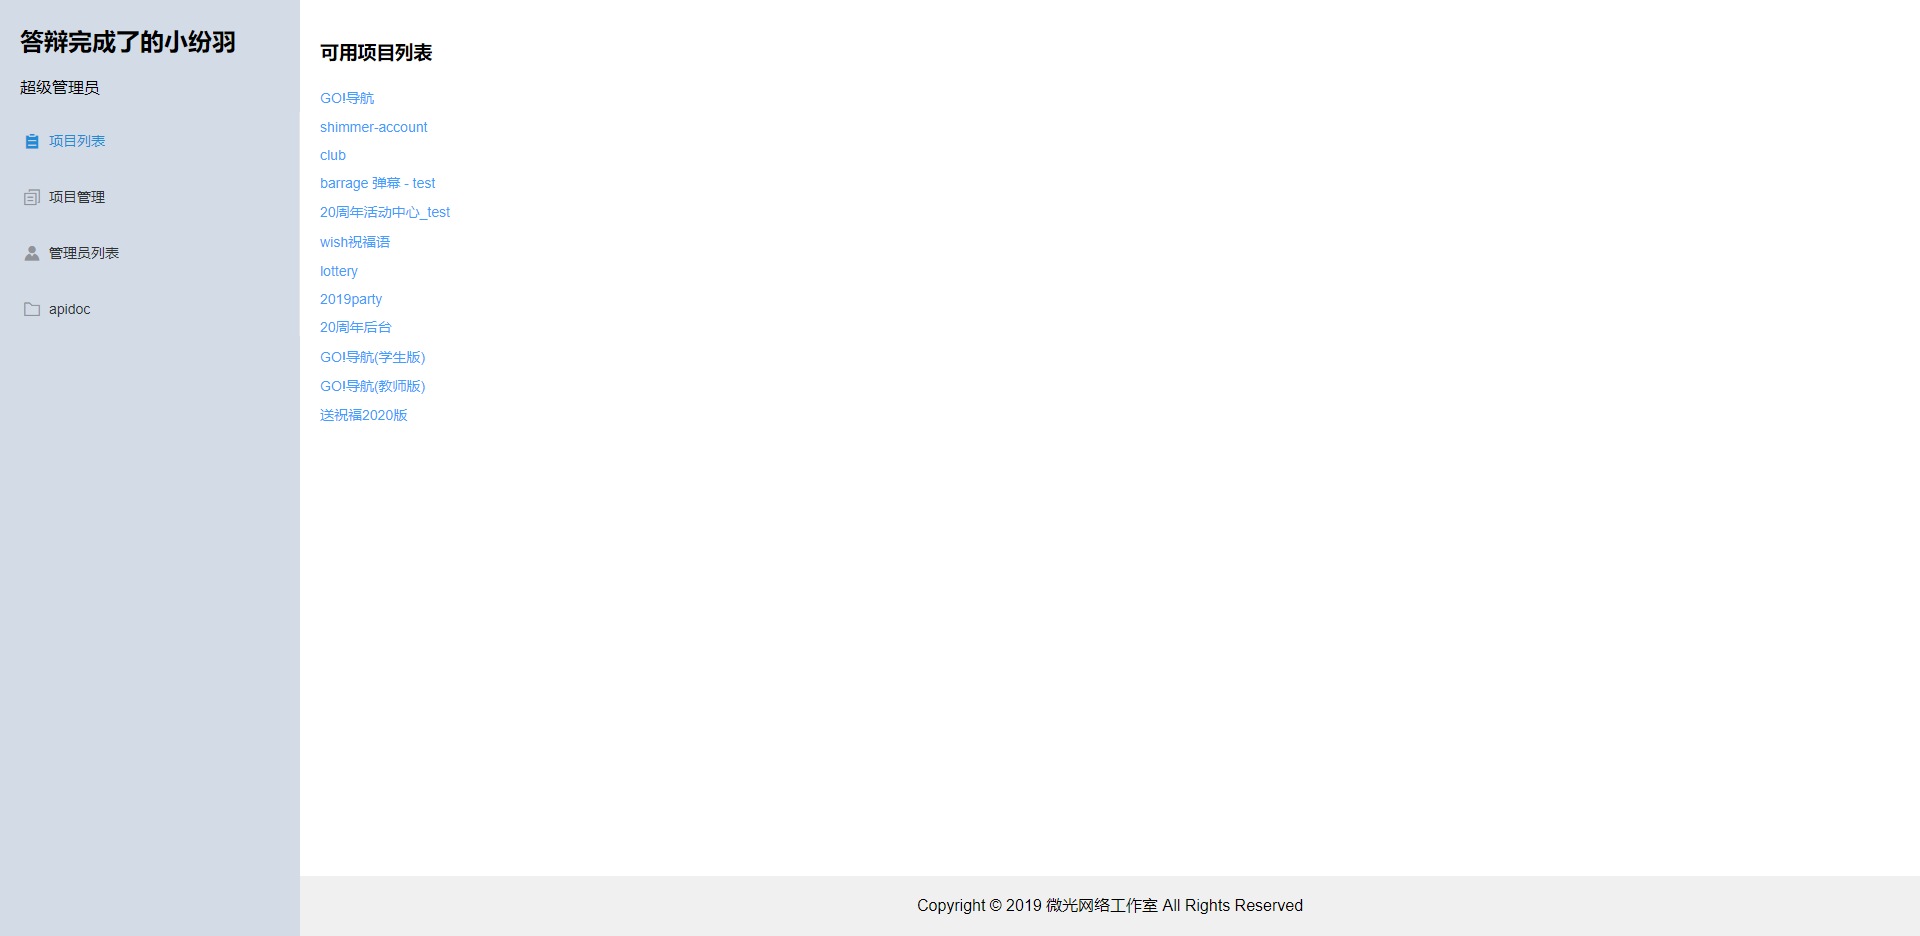 答辩完成了的小纷羽
超级管理员
项目列表
项目管理
管理员列表
apidoc
可用项目列表
GO!导航
shimmer-account
club
barrage 弹幕 - test
20周年活动中心_test
wish祝福语
lottery
2019party
20周年后台
GO!导航(学生版)
GO!导航(教师版)
送祝福2020版
Copyright © 2019 微光网络工作室 All Rights Reserved